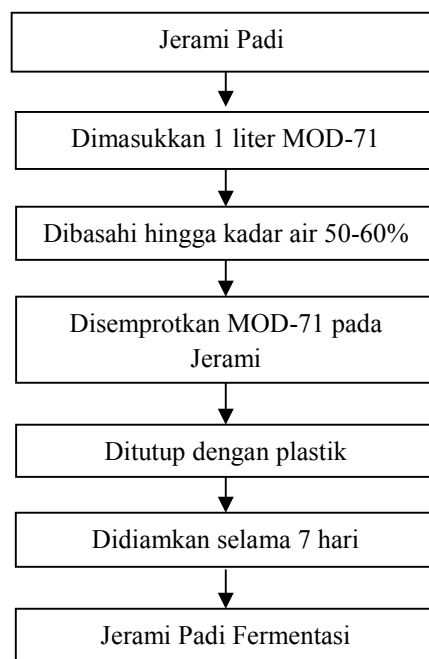 Jerami Padi
Dimasukkan 1 liter MOD-71
Dibasahi hingga kadar air 50-60%
Disemprotkan MOD-71 pada
Jerami
Ditutup dengan plastik
Didiamkan selama 7 hari
Jerami Padi Fermentasi